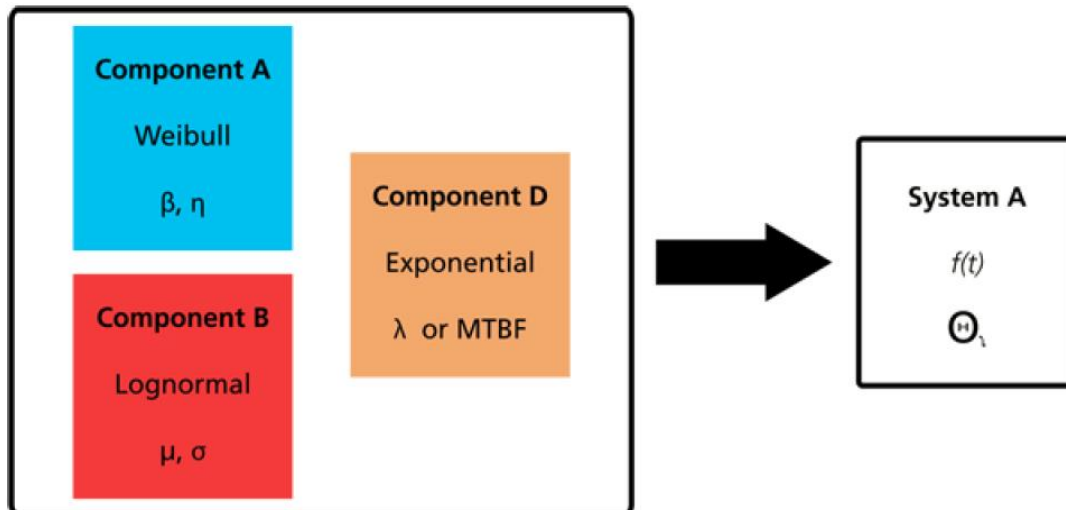 Component A
Weibull
β, η
Component B
Lognormal
μ, σ
Component D
Exponential
λ or MTBF
System A
f(t)
Θ